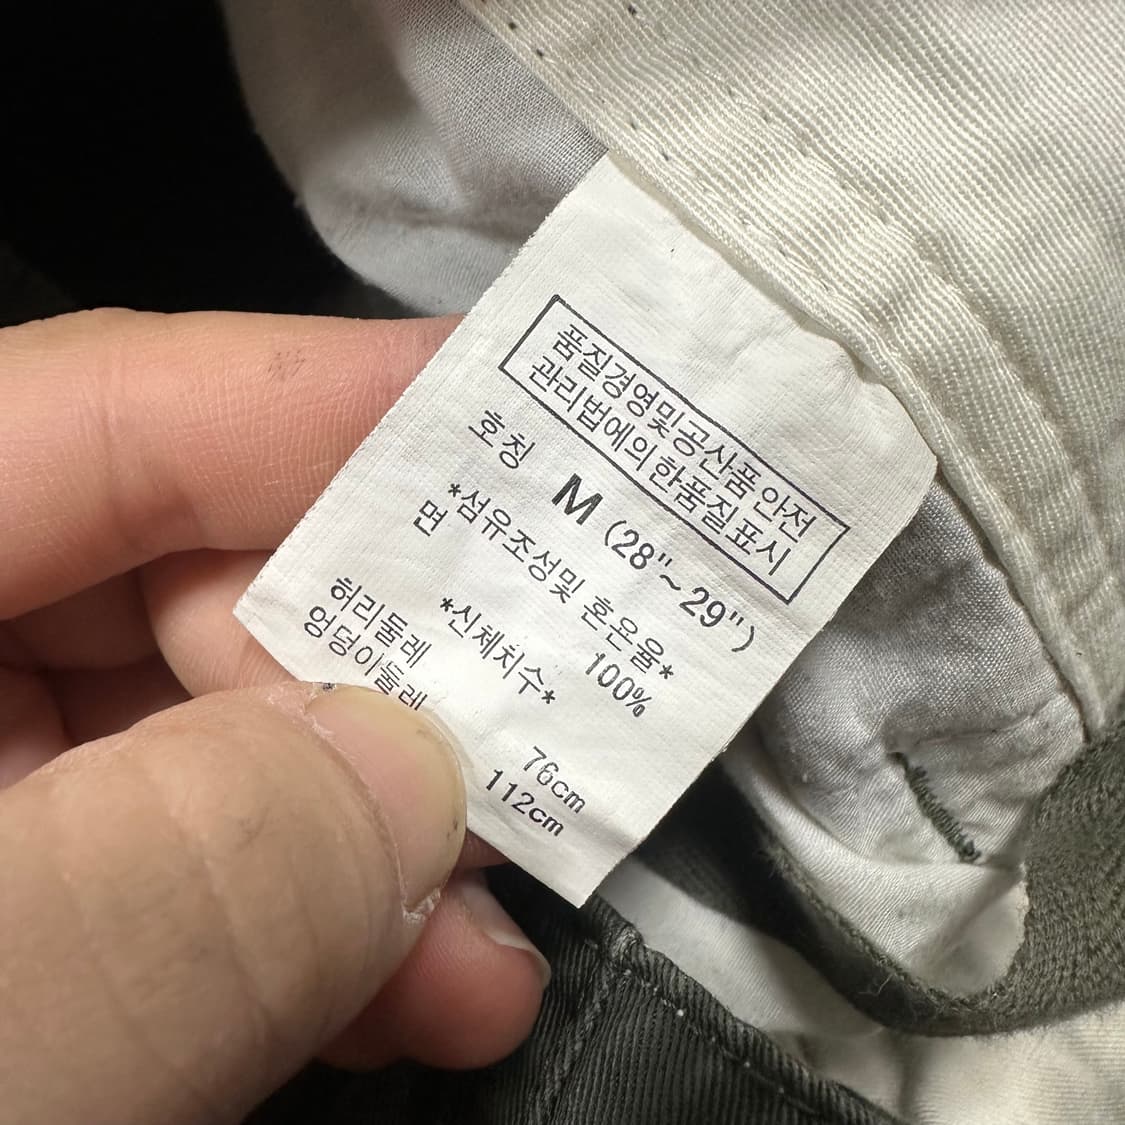 품질경영및공산품 안전
관리법에의한품질표시
호칭 M (28"~29")
*섬유조성및 혼은율*
면 100%
*신체치수*
허리둘레 76cm
엉덩이둘레 112cm